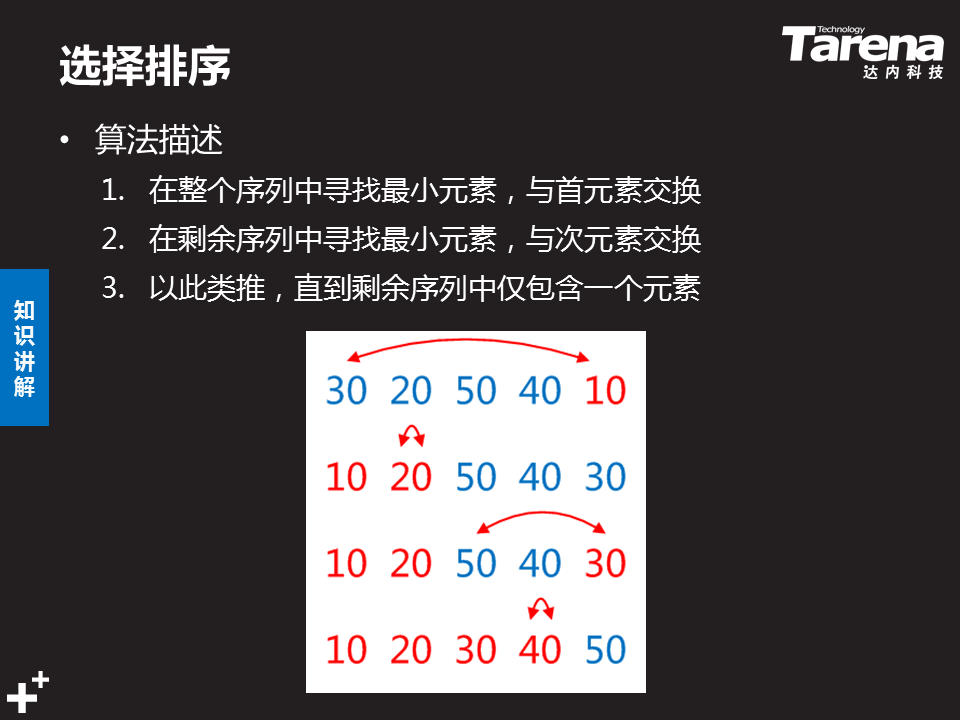 选择排序
Technology
Tarena
达内科技
• 算法描述
1. 在整个序列中寻找最小元素，与首元素交换
2. 在剩余序列中寻找最小元素，与次元素交换
3. 以此类推，直到剩余序列中仅包含一个元素
知识讲解
30 20 50 40 10
10 20 50 40 30
10 20 50 40 30
10 20 30 40 50